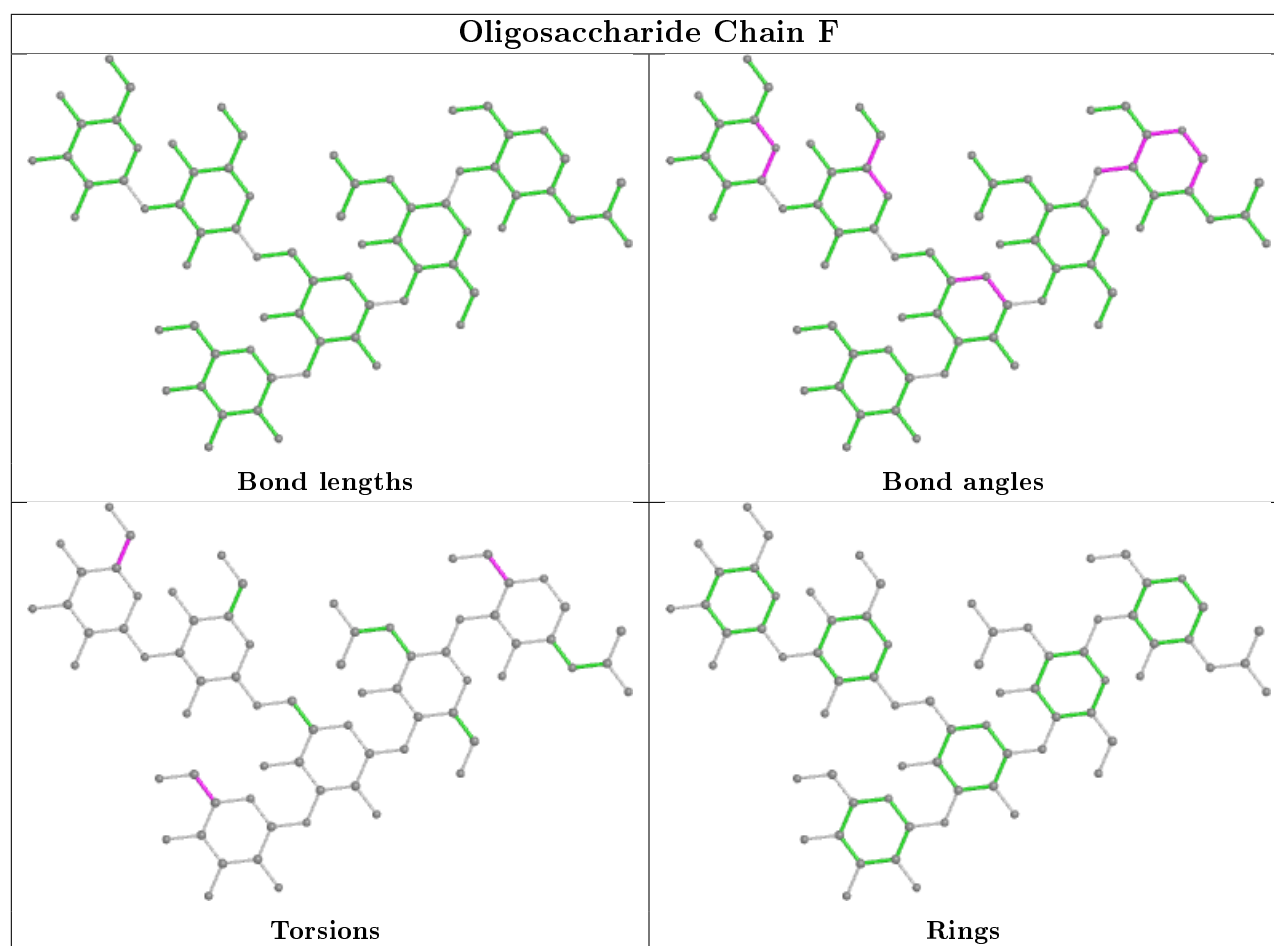 Oligosaccharide Chain F
Bond lengths
Bond angles
Torsions
Rings